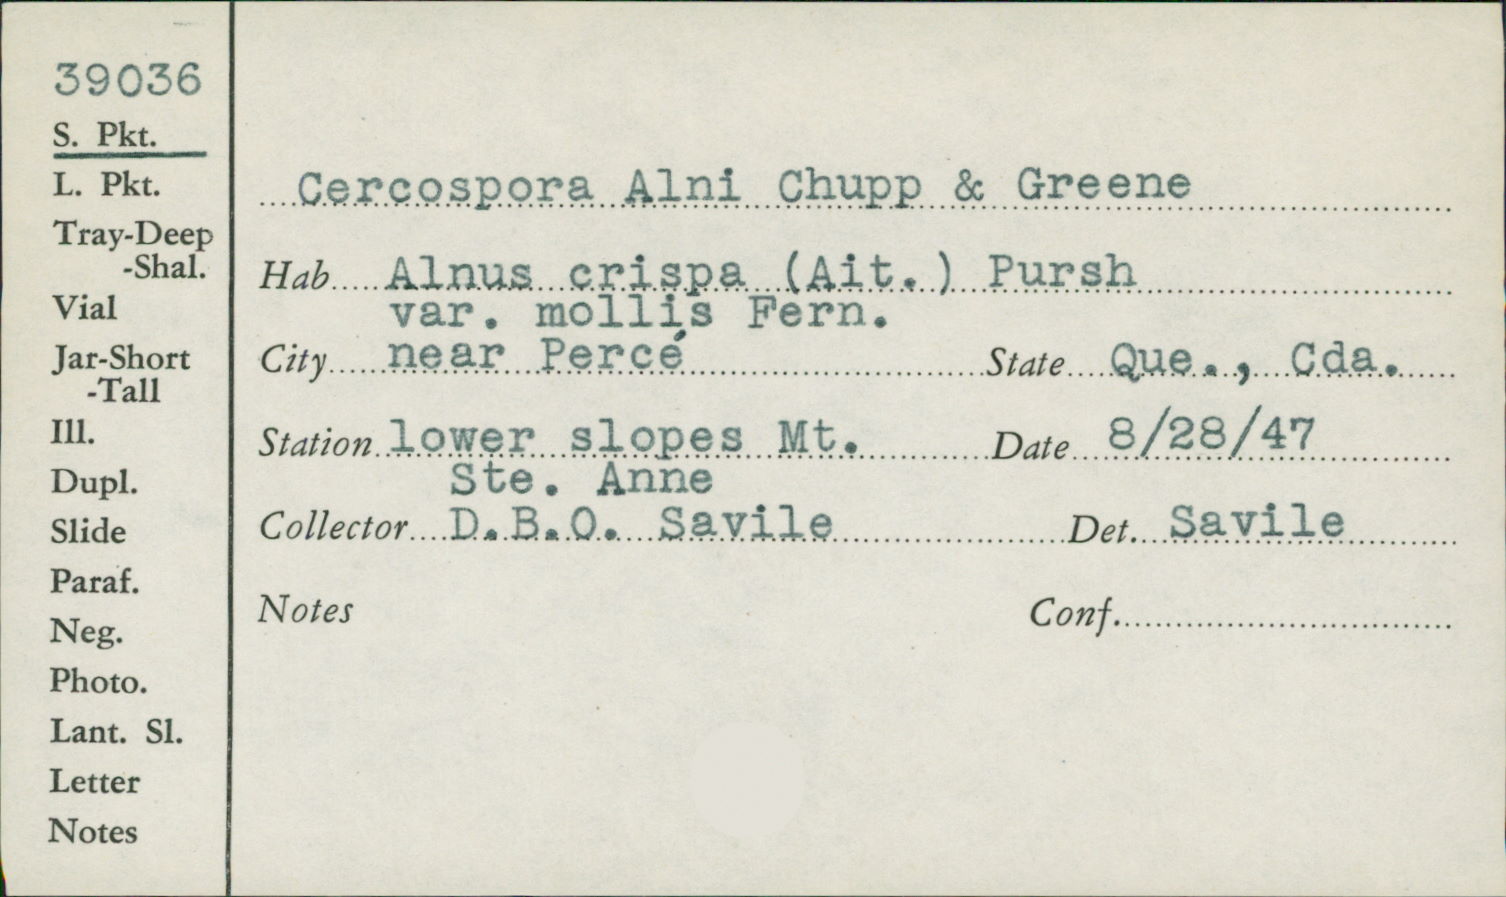 39036
S. Pkt.
L. Pkt.
Tray-Deep
-Shal.
Vial
Jar-Short
-Tall
Ill.
Dupl.
Slide
Paraf.
Neg.
Photo.
Lant. Sl.
Letter
Notes
Cercospora Alni Chupp & Greene
Hab Alnus crispa (Ait.) Pursh
var. mollis Fern.
City near Percé State Que., Cda.
Station lower slopes Mt. Date 8/28/47
Ste. Anne
Collector D.B.O. Savile Det. Savile
Notes Conf.